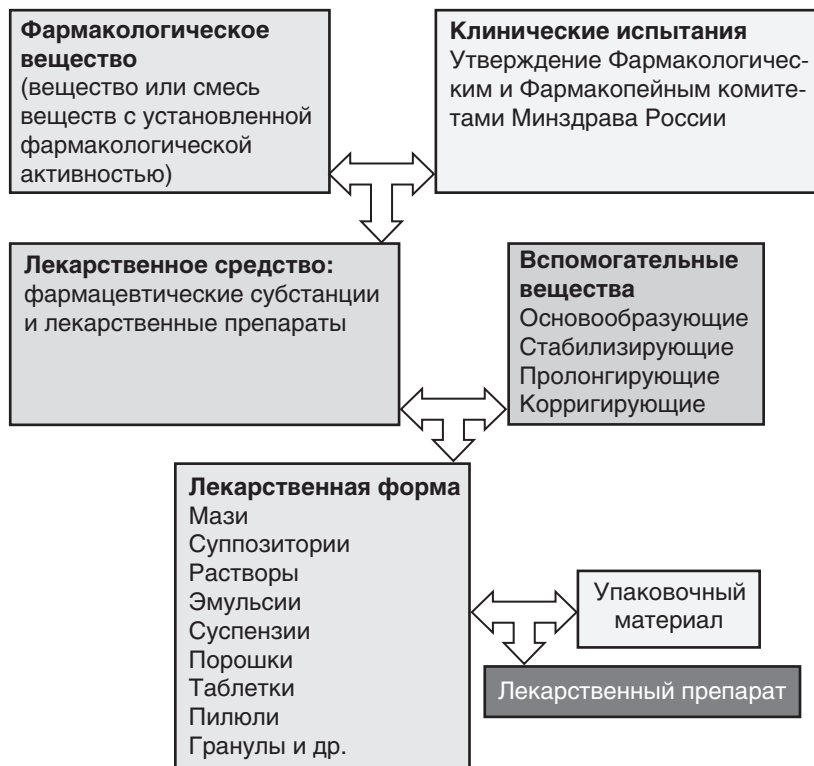 Фармакологическое
вещество
(вещество или смесь
веществ с установленной
фармакологической
активностью)
Клинические испытания
Утверждение Фармакологичес-
ким и Фармакопейным комите-
тами Минздрава России
Лекарственное средство:
фармацевтические субстанции
и лекарственные препараты
Вспомогательные
вещества
Основообразующие
Стабилизирующие
Пролонгирующие
Корригирующие
Лекарственная форма
Мази
Суппозитории
Растворы
Эмульсии
Суспензии
Порошки
Таблетки
Пилюли
Гранулы и др.
Упаковочный
материал
Лекарственный препарат